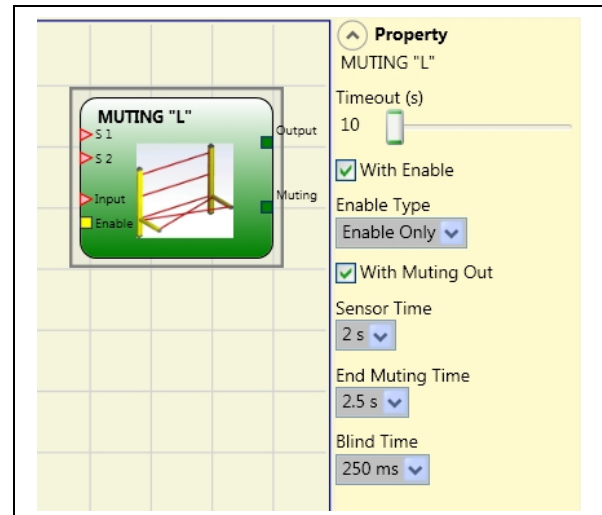 MUTING "L"
S 1
S 2
Input
Enable
Output
Muting
Property
MUTING "L"
Timeout (s)
10
With Enable
Enable Type
Enable Only
With Muting Out
Sensor Time
2 s
End Muting Time
2.5 s
Blind Time
250 ms